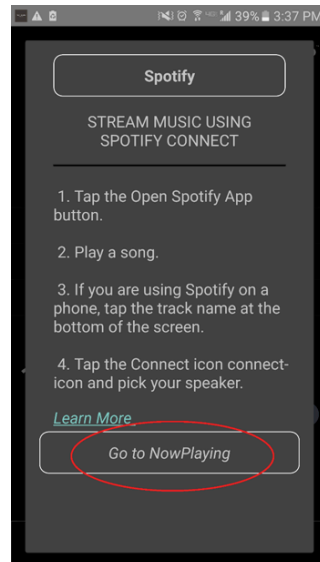 39% 3:37 PM
Spotify
STREAM MUSIC USING
SPOTIFY CONNECT
1. Tap the Open Spotify App
button.
2. Play a song.
3. If you are using Spotify on a
phone, tap the track name at the
bottom of the screen.
4. Tap the Connect icon connect-
icon and pick your speaker.
Learn More
Go to NowPlaying